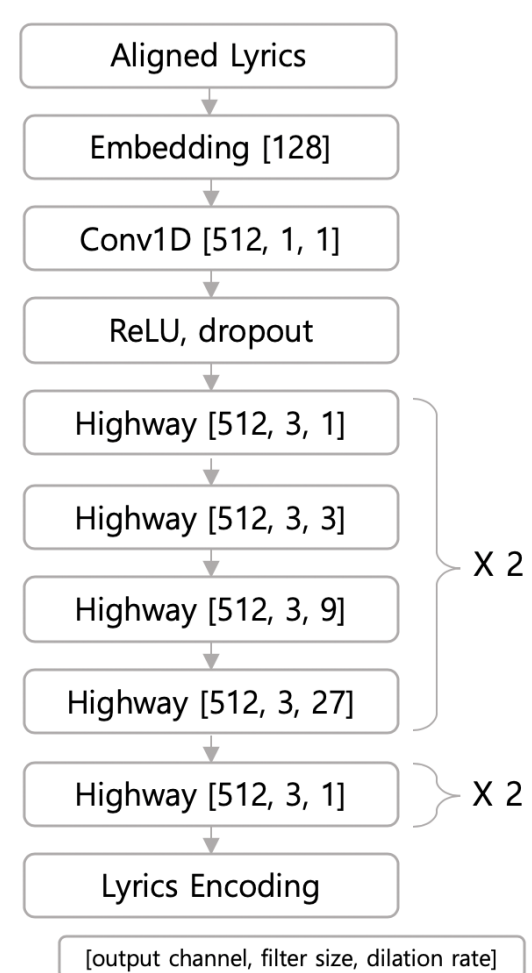 Aligned Lyrics
Embedding [128]
Conv1D [512, 1, 1]
ReLU, dropout
Highway [512, 3, 1]
Highway [512, 3, 3]
X 2
Highway [512, 3, 9]
Highway [512, 3, 27]
Highway [512, 3, 1]
X 2
Lyrics Encoding
[output channel, filter size, dilation rate]